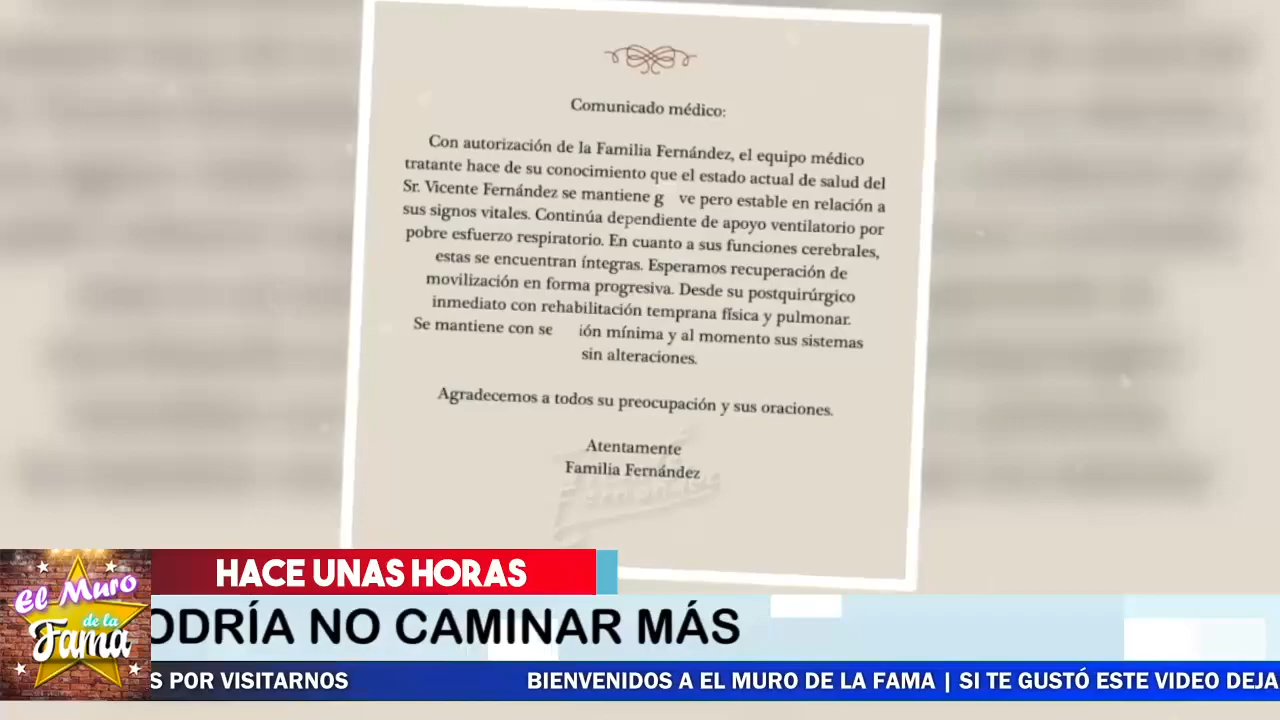 Comunicado médico:
Con autorización de la Familia Fernández, el equipo médico
tratante hace de su conocimiento que el estado actual de salud del
Sr. Vicente Fernández se mantiene g ve pero estable en relación a
sus signos vitales. Continúa dependiente de apoyo ventilatorio por
pobre esfuerzo respiratorio. En cuanto a sus funciones cerebrales,
estas se encuentran íntegras. Esperamos recuperación de
movilización en forma progresiva. Desde su postquirúrgico
inmediato con rehabilitación temprana física y pulmonar.
Se mantiene con se ión mínima y al momento sus sistemas
sin alteraciones.
Agradecemos a todos su preocupación y sus oraciones.
Atentamente
Familia Fernández
HACE UNAS HORAS
ODRÍA NO CAMINAR MÁS
El Muro
de la
Fama
S POR VISITARNOS
BIENVENIDOS A EL MURO DE LA FAMA | SI TE GUSTÓ ESTE VIDEO DEJA